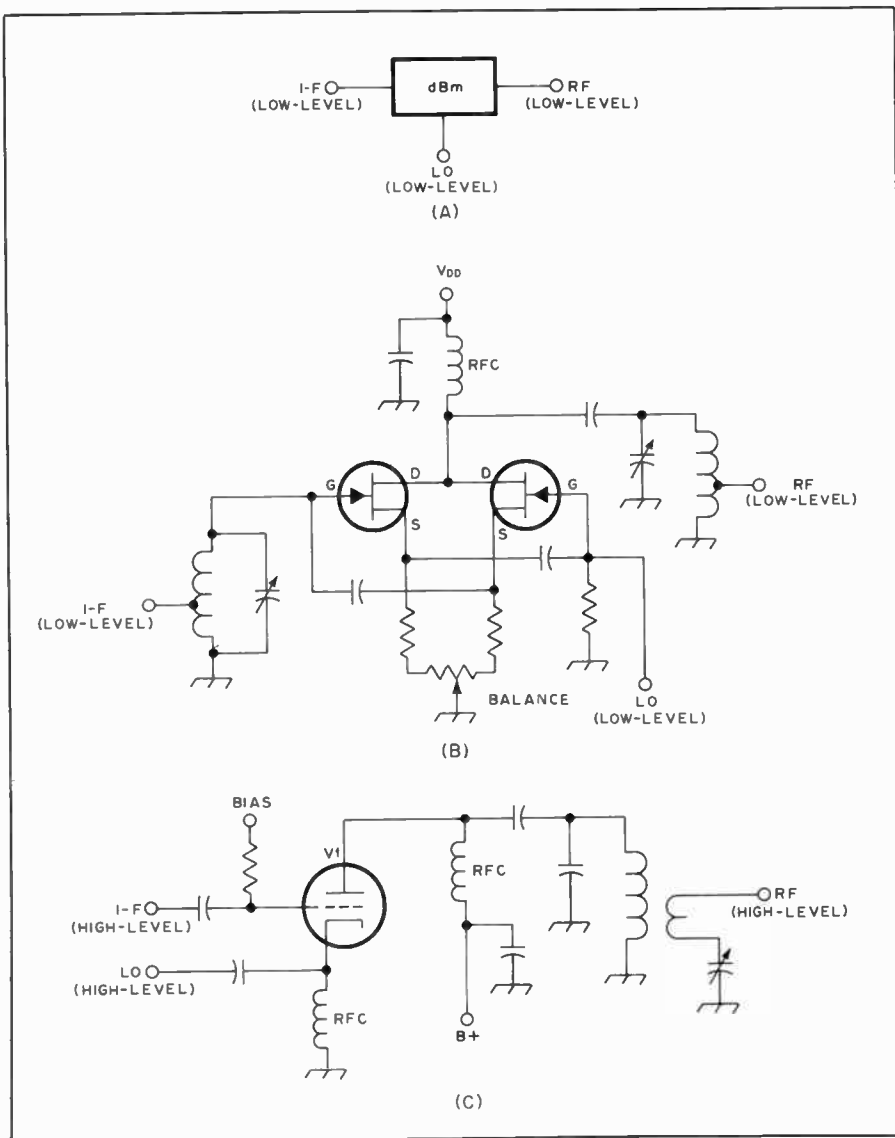 I-F
(LOW-LEVEL)
dBm
RF
(LOW-LEVEL)
LO
(LOW-LEVEL)
(A)
VDD
RFC
G
D
D
G
S
S
RF
(LOW-LEVEL)
I-F
(LOW-LEVEL)
BALANCE
LO
(LOW-LEVEL)
(B)
BIAS
V1
RFC
I-F
(HIGH-LEVEL)
RF
(HIGH-LEVEL)
LO
(HIGH-LEVEL)
RFC
B+
(C)